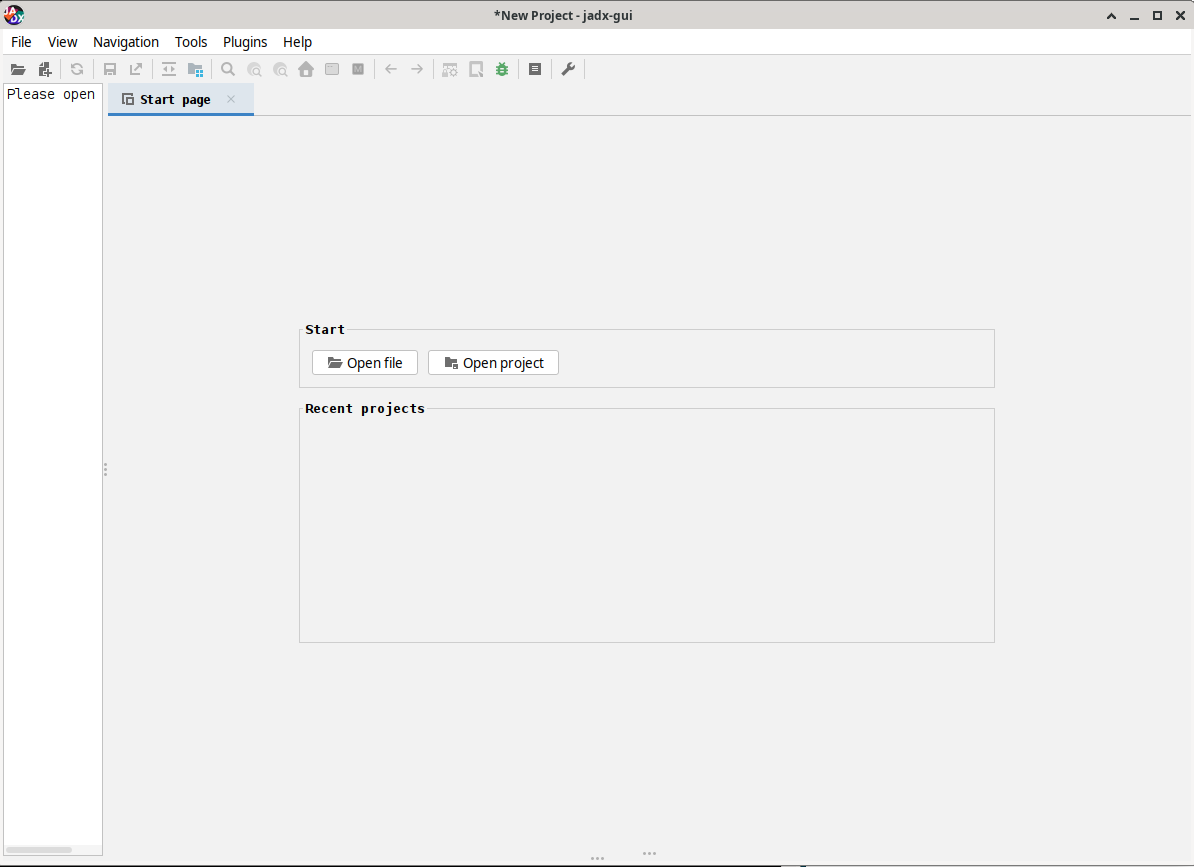 *New Project - jadx-gui
File View Navigation Tools Plugins Help
Please open
Start page
Start
Open file Open project
Recent projects